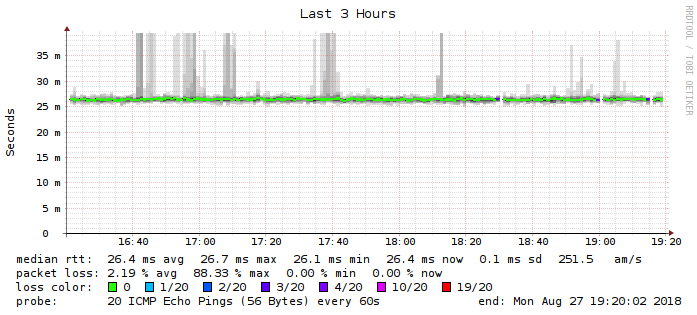 Last 3 Hours
RRDTOOL / TOBI OETIKER
Seconds
35 m
30 m
25 m
20 m
15 m
10 m
5 m
0
16:40 17:00 17:20 17:40 18:00 18:20 18:40 19:00 19:20
median rtt: 26.4 ms avg 26.7 ms max 26.1 ms min 26.4 ms now 0.1 ms sd 251.5 am/s
packet loss: 2.19 % avg 88.33 % max 0.00 % min 0.00 % now
loss color: 0 1/20 2/20 3/20 4/20 10/20 19/20
probe: 20 ICMP Echo Pings (56 Bytes) every 60s end: Mon Aug 27 19:20:02 2018